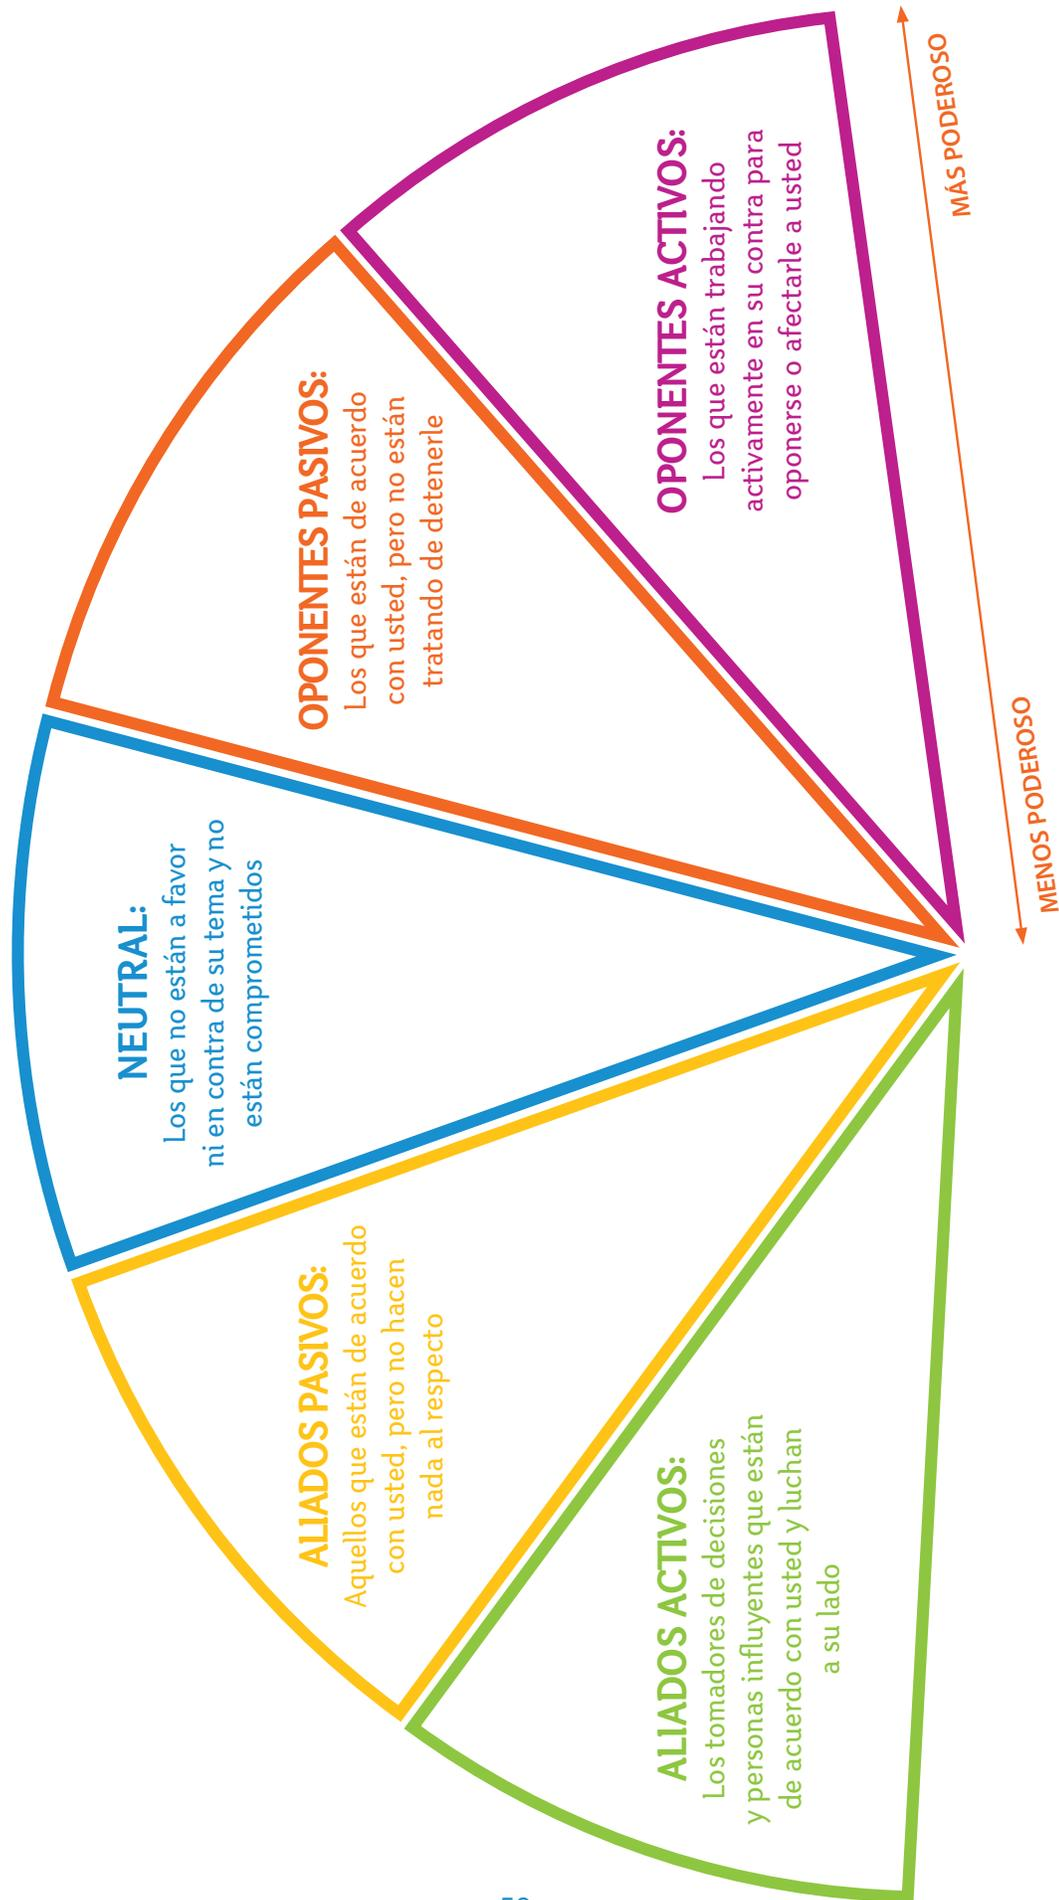 ALIADOS ACTIVOS:
Los tomadores de decisiones
y personas influyentes que están
de acuerdo con usted y luchan
a su lado
ALIADOS PASIVOS:
Aquellos que están de acuerdo
con usted, pero no hacen
nada al respecto
NEUTRAL:
Los que no están a favor
ni en contra de su tema y no
están comprometidos
OPONENTES PASIVOS:
Los que están de acuerdo
con usted, pero no están
tratando de detenerle
OPONENTES ACTIVOS:
Los que están trabajando
activamente en su contra para
oponerse o afectarle a usted
MENOS PODEROSO
MÁS PODEROSO